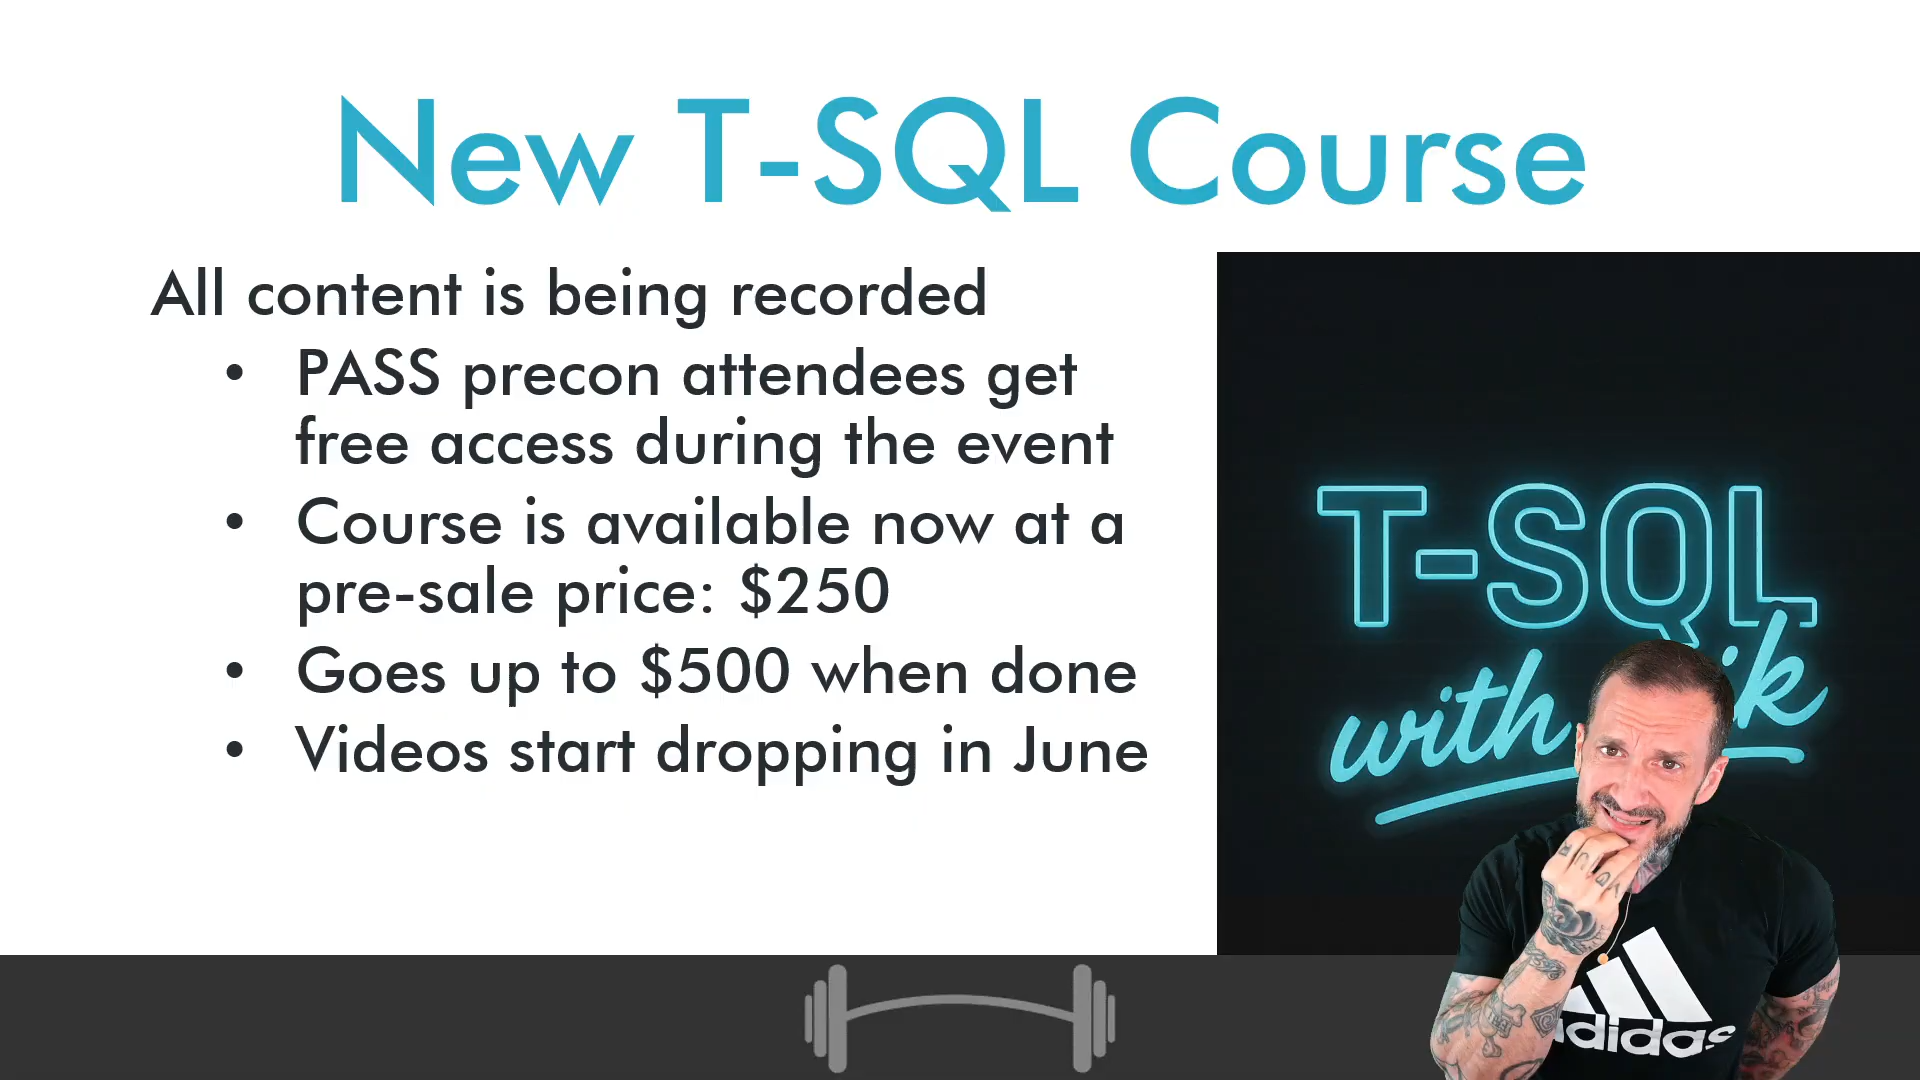 New T-SQL Course
All content is being recorded
• PASS precon attendees get
free access during the event
• Course is available now at a
pre-sale price: $250
• Goes up to $500 when done
• Videos start dropping in June
T-SQL
with
adidas